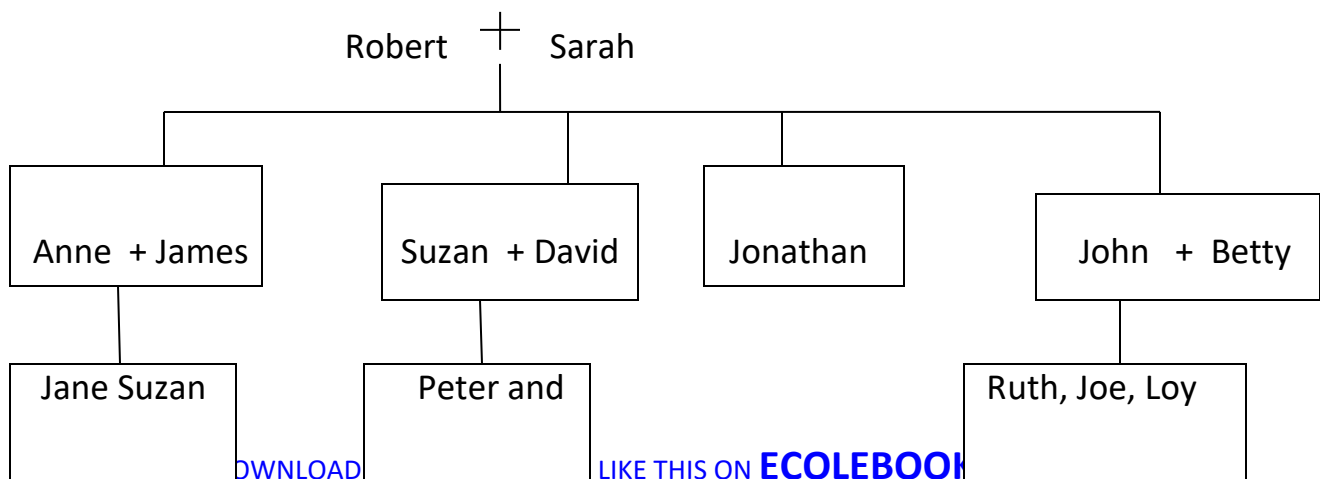 Robert Sarah
Anne + James Suzan + David Jonathan John + Betty
Jane Suzan Peter and Ruth, Joe, Loy
OWNLOAD LIKE THIS ON ECOLEBOOK